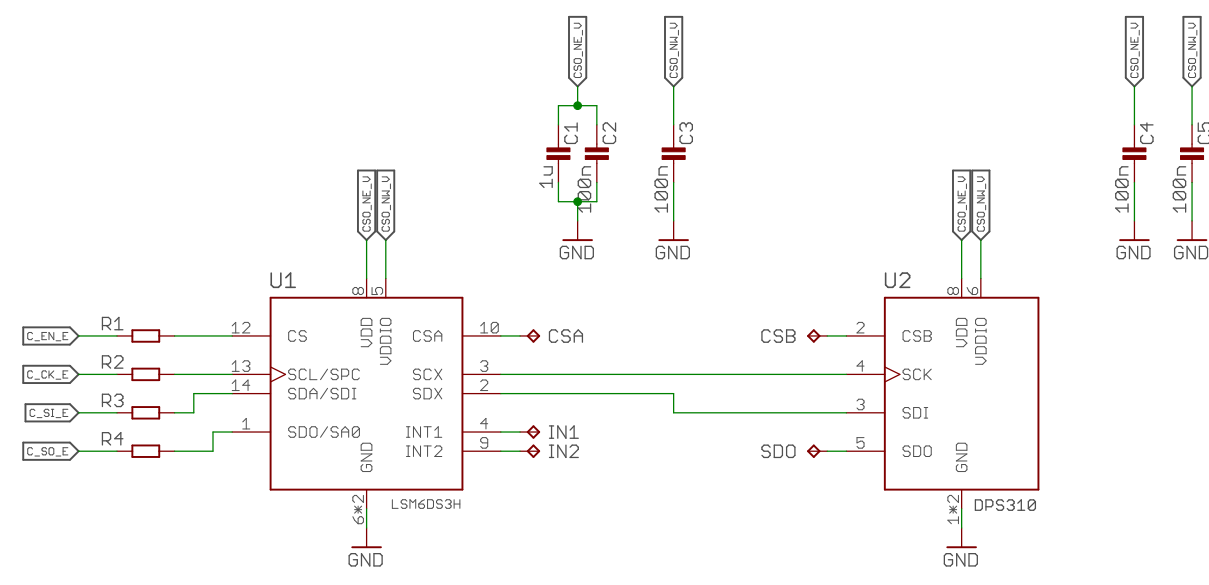 CSO_NE_V
CSO_NW_V
CSO_NE_V
CSO_NW_V
C1
C2
C3
C4
C5
1u
100n
100n
100n
100n
GND
GND
GND
GND
CSO_NE_V
CSO_NW_V
CSO_NE_V
CSO_NW_V
U1
8
5
U2
8
6
C_EN_E
R1
12
CS
VDD
VDDIO
CSA
10
CSA
CSB
2
CSB
VDD
VDDIO
C_CK_E
R2
13
SCL/SPC
SCX
3
4
SCK
C_SI_E
R3
14
SDA/SDI
SDX
2
3
SDI
C_SO_E
R4
1
SDO/SA0
INT1
4
IN1
INT2
9
IN2
SDO
5
SDO
GND
GND
6*2
LSM6DS3H
1*2
DPS310
GND
GND